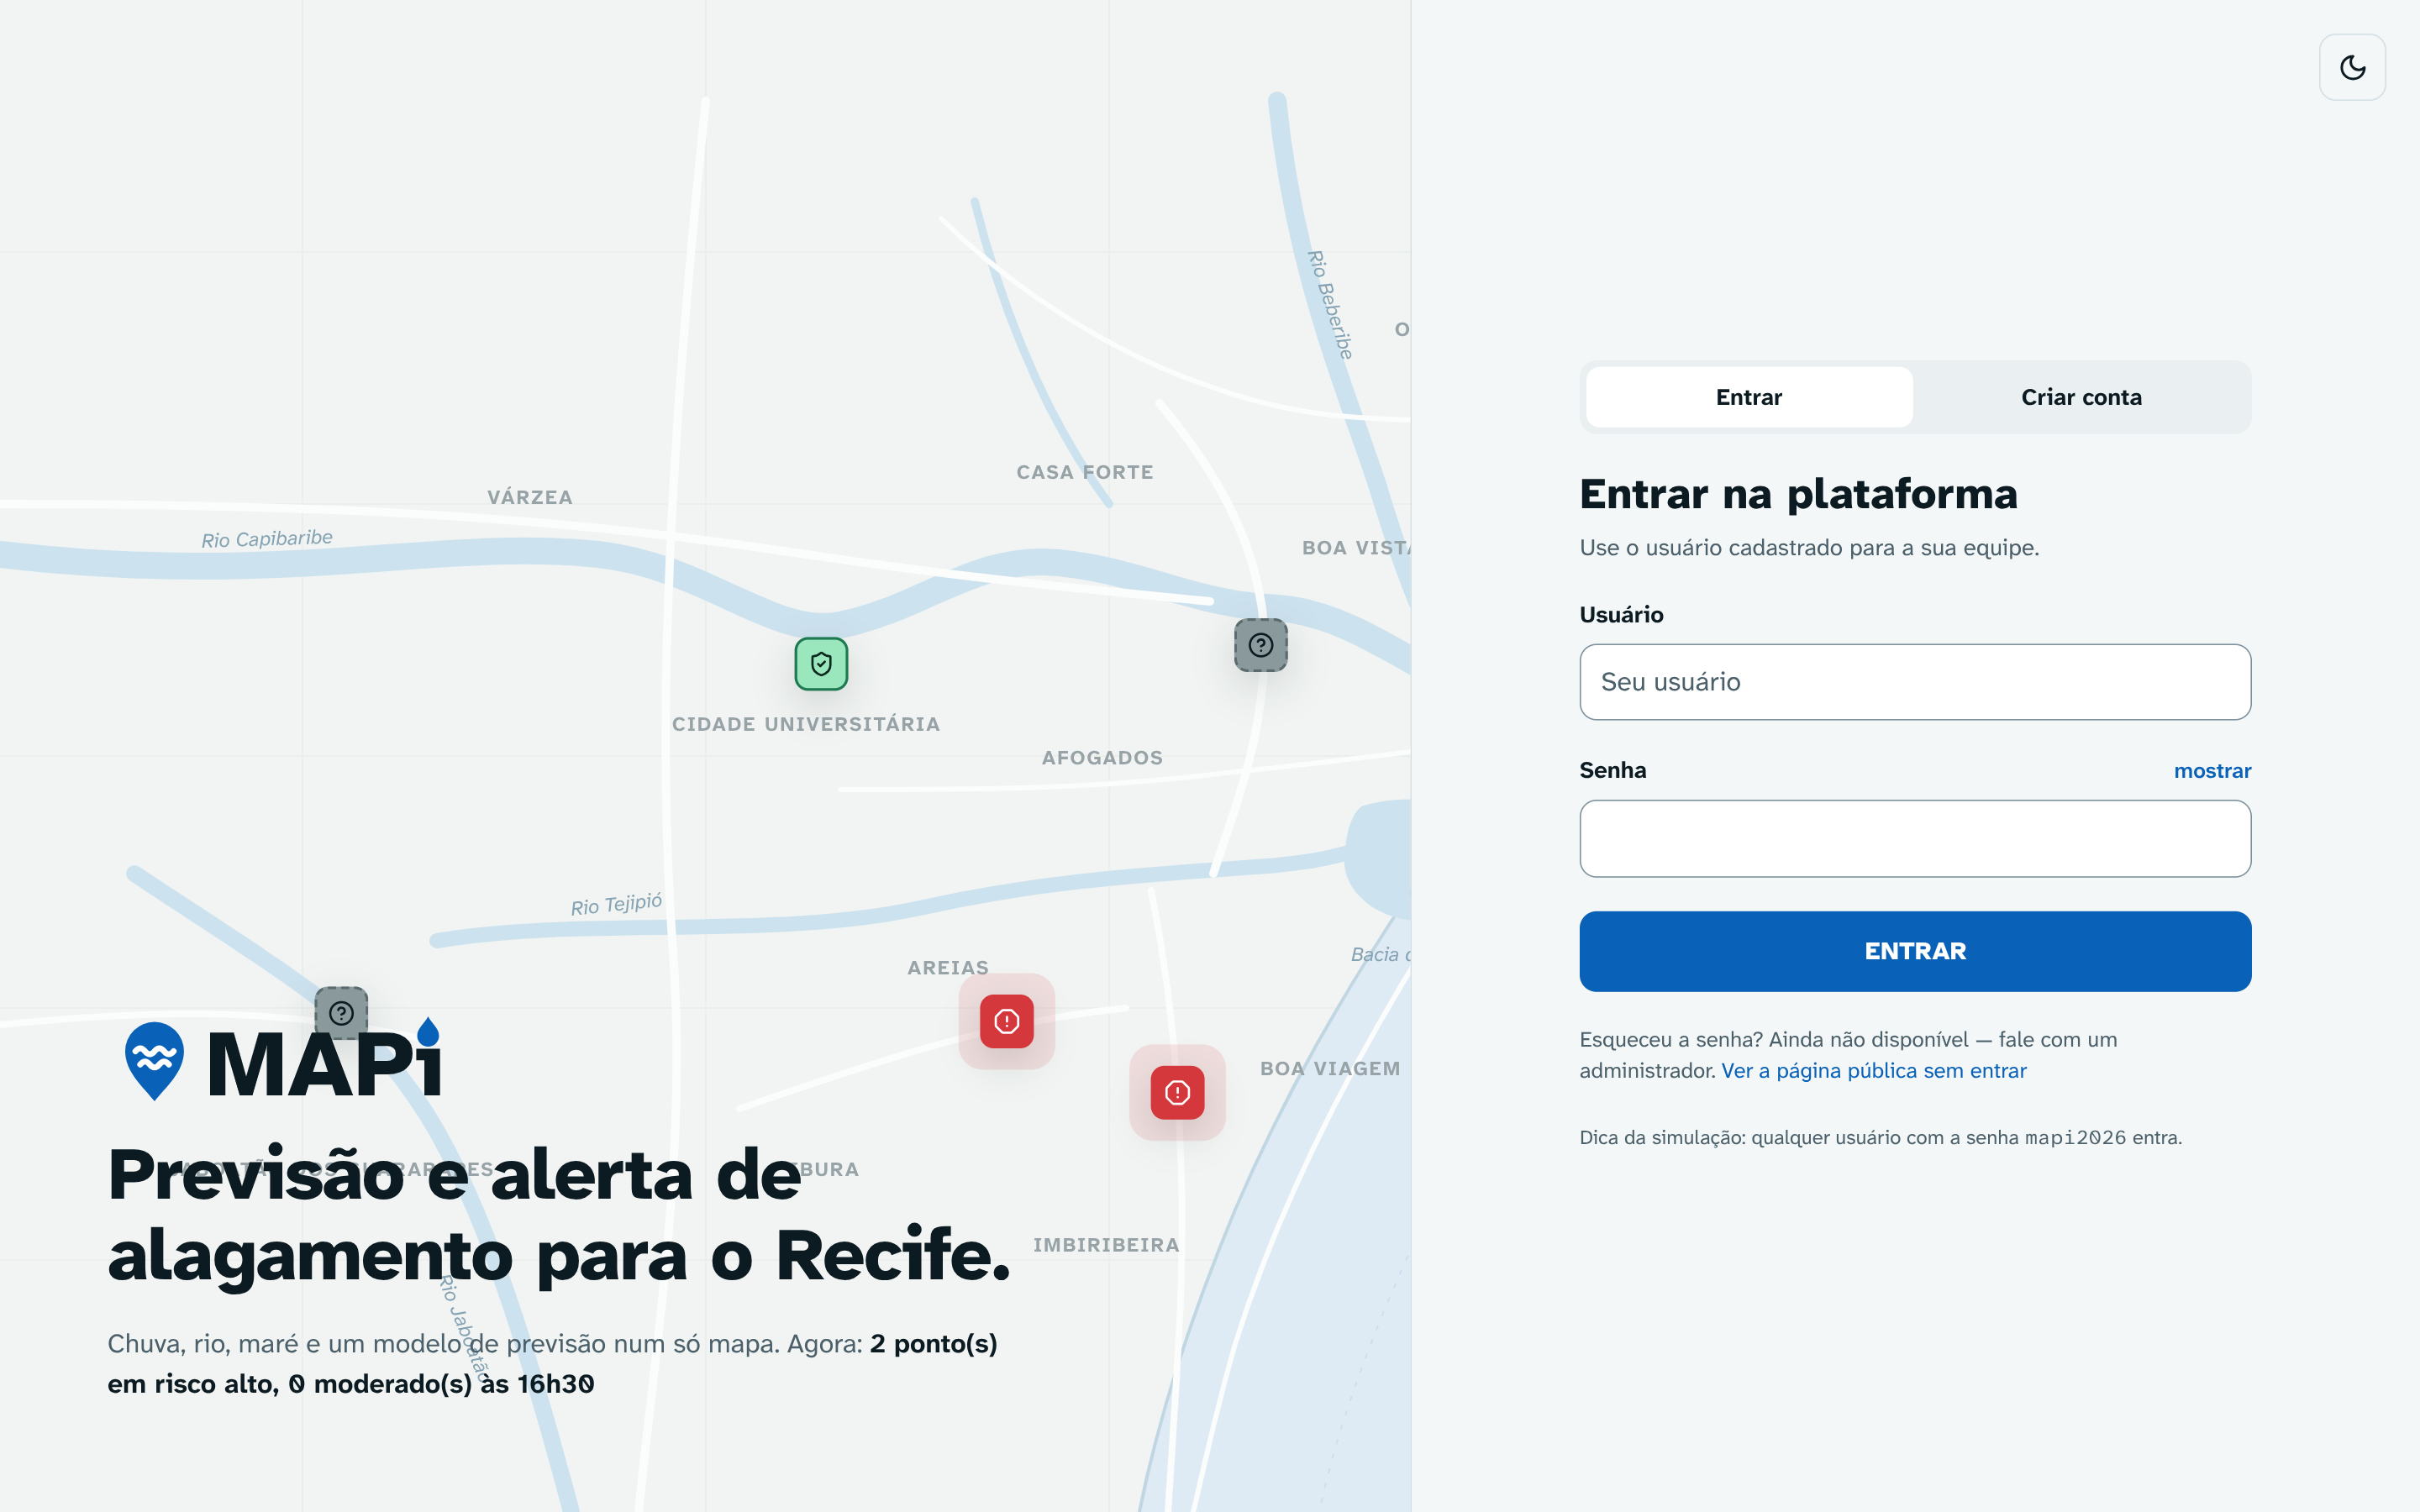 Rio Beberibe
O
CASA FORTE
VÁRZEA
Rio Capibaribe
BOA VISTA
CIDADE UNIVERSITÁRIA
AFOGADOS
Rio Tejipió
Bacia
AREIAS
BOA VIAGEM
MAPi
Previsão e alerta de
alagamento para o Recife.
IMBIRIBEIRA
Rio Jaboatão
Chuva, rio, maré e um modelo de previsão num só mapa. Agora: 2 ponto(s)
em risco alto, 0 moderado(s) às 16h30
Entrar
Criar conta
Entrar na plataforma
Use o usuário cadastrado para a sua equipe.
Usuário
Seu usuário
Senha
mostrar
ENTRAR
Esqueceu a senha? Ainda não disponível — fale com um
administrador. Ver a página pública sem entrar
Dica da simulação: qualquer usuário com a senha mapi2026 entra.